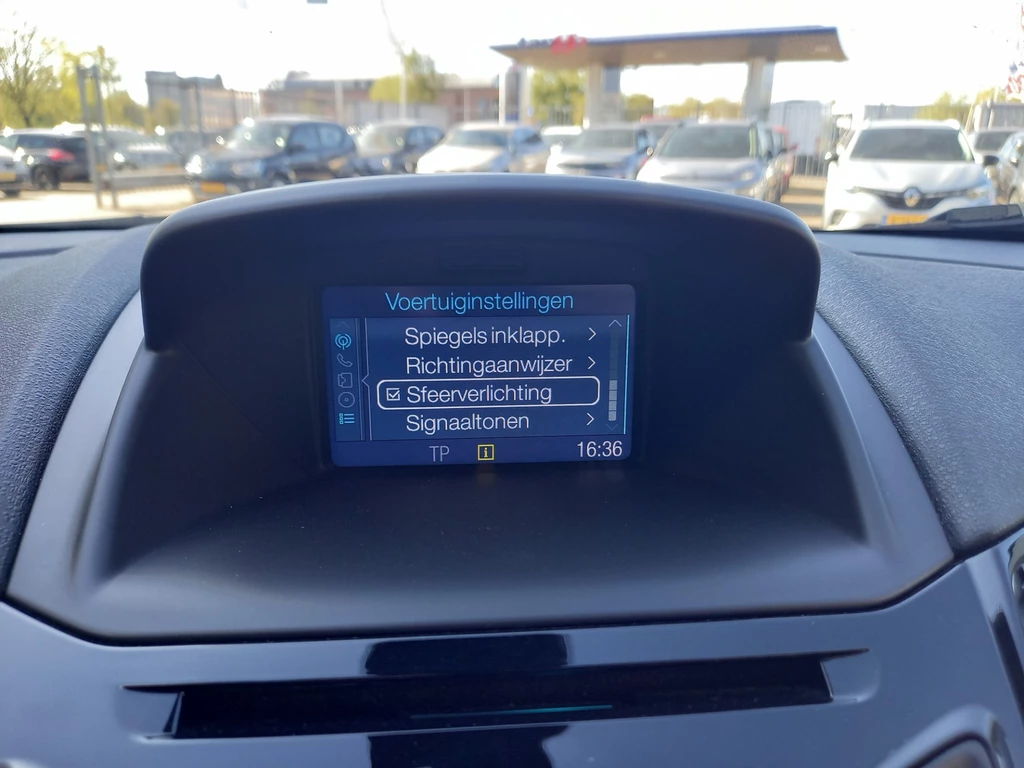 Voertuiginstellingen
Spiegels inklapp.
Richtingaanwijzer
Sfeerverlichting
Signaaltonen
TP i 16:36